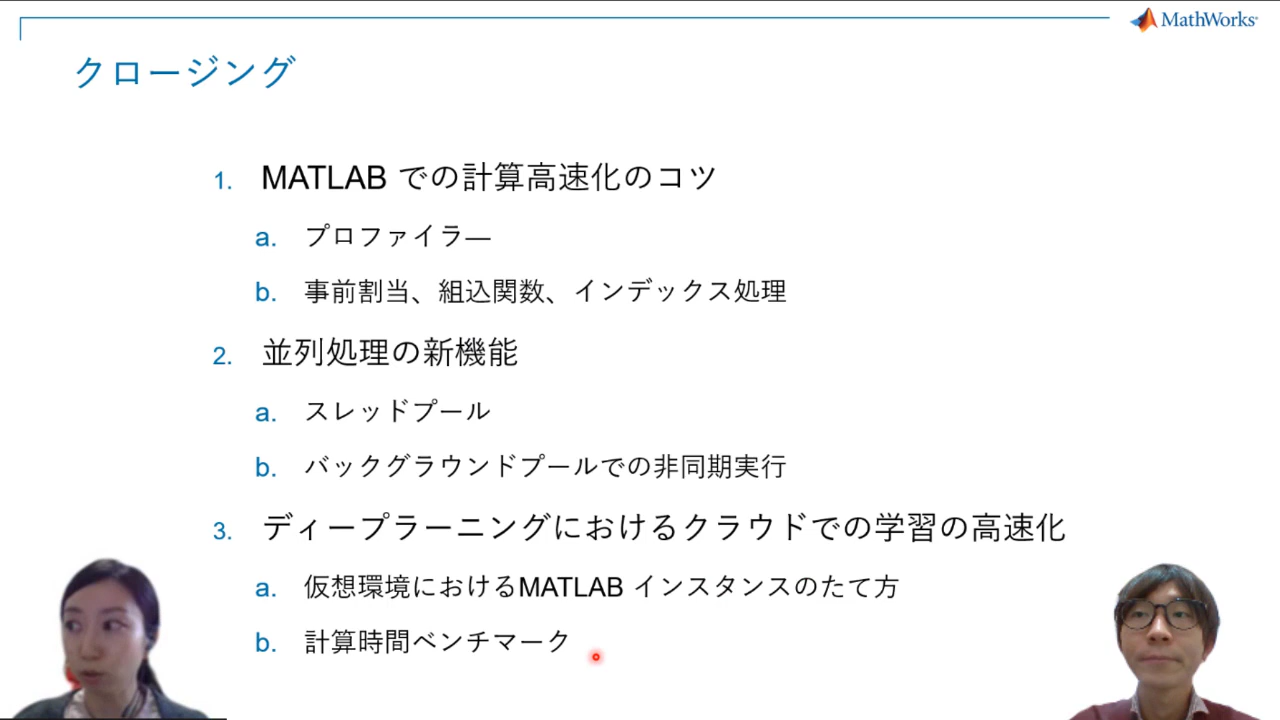 MathWorks
クロージング
1. MATLAB での計算高速化のコツ
a. プロファイラ―
b. 事前割当、組込関数、インデックス処理
2. 並列処理の新機能
a. スレッドプール
b. バックグラウンドプールでの非同期実行
3. ディープラーニングにおけるクラウドでの学習の高速化
a. 仮想環境におけるMATLAB インスタンスのたて方
b. 計算時間ベンチマーク